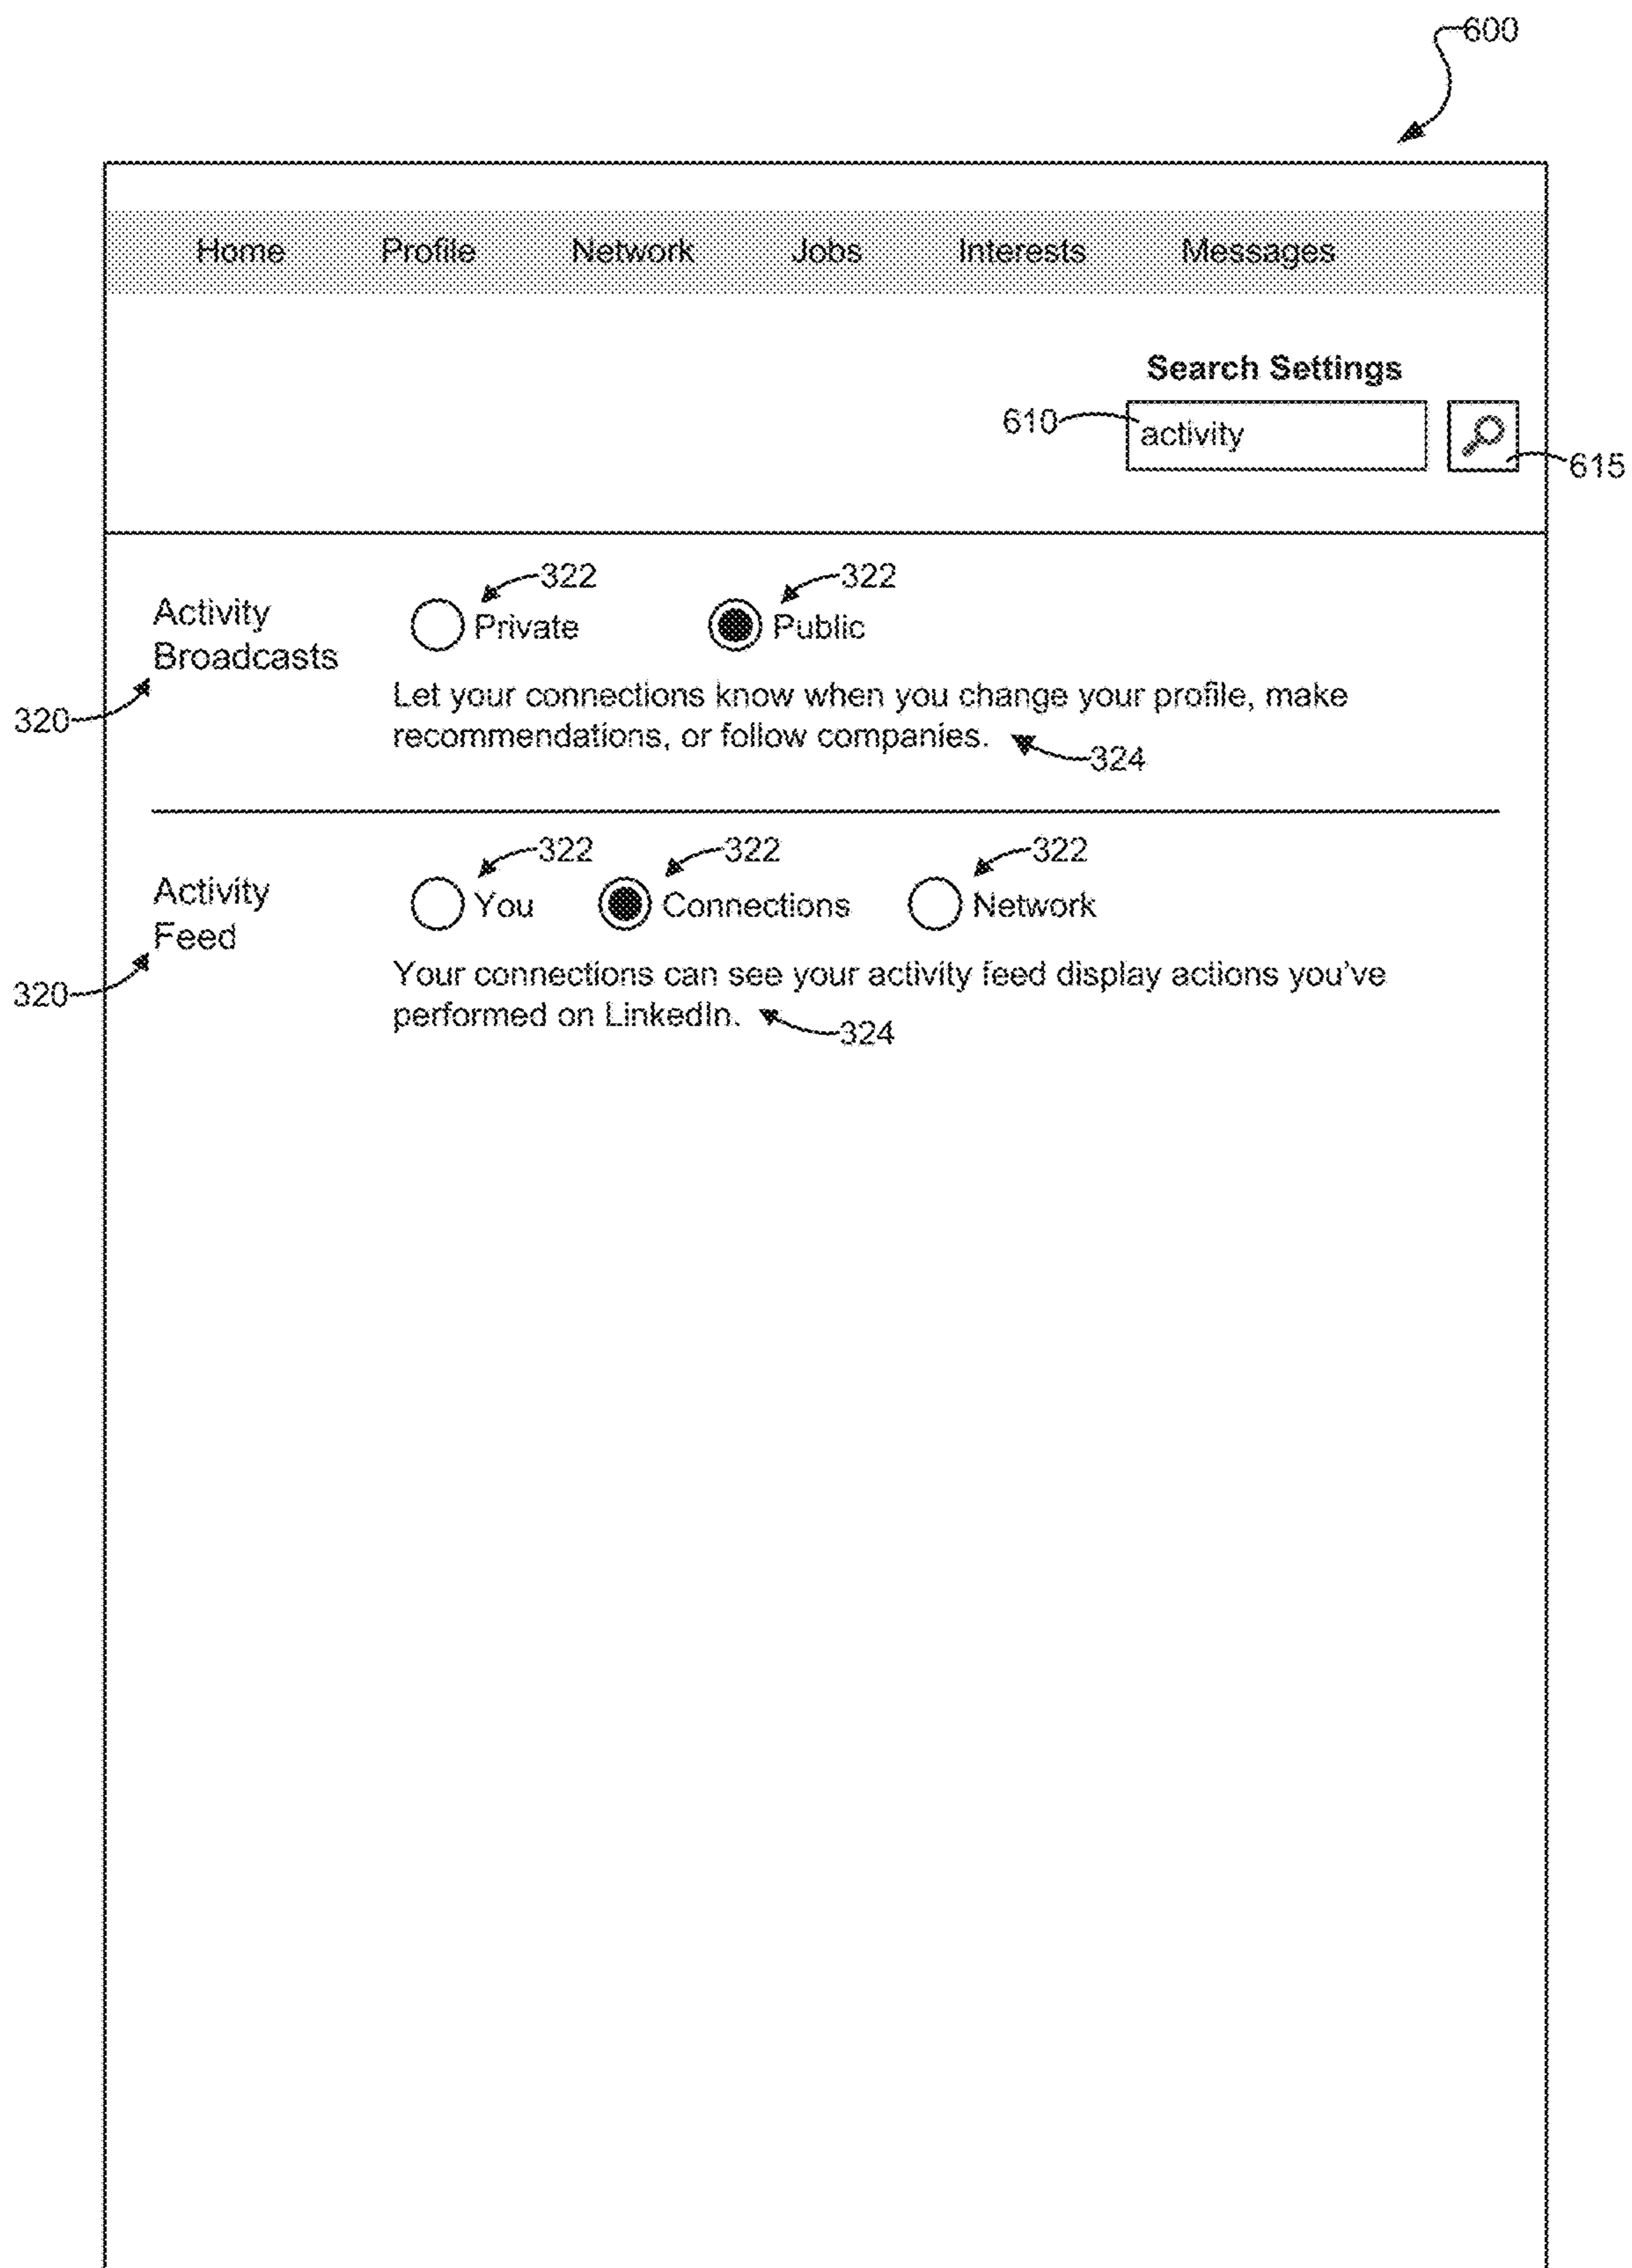 600
Home Profile Network Jobs Interests Messages
Search Settings
610 activity
615
322 322
Activity Broadcasts
Private Public
320
Let your connections know when you change your profile, make
recommendations, or follow companies.
324
322 322 322
Activity Feed
You Connections Network
320
Your connections can see your activity feed display actions you've
performed on LinkedIn.
324